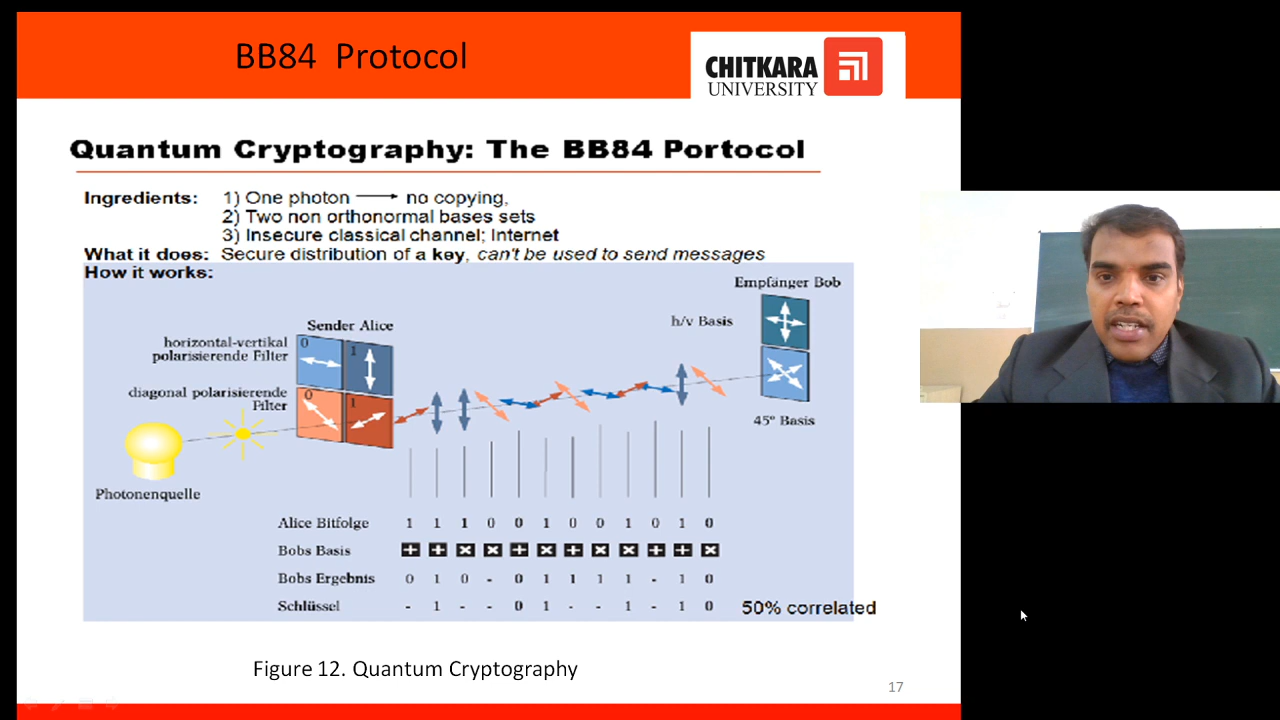 BB84 Protocol
CHITKARA
UNIVERSITY
Quantum Cryptography: The BB84 Portocol
Ingredients: 1) One photon → no copying,
2) Two non orthonormal bases sets
3) Insecure classical channel; Internet
What it does: Secure distribution of a key, can't be used to send messages
How it works:
Empfänger Bob
h/v Basis
Sender Alice
horizontal-vertikal
polarisierende Filter
0 1
diagonal polarisierende
Filter
0 1
45° Basis
Photonenquelle
Alice Bitfolge 1 1 1 0 0 1 0 0 1 0 1 0
Bobs Basis + + × × + × + × × + + ×
Bobs Ergebnis 0 1 0 - 0 1 1 1 1 - 1 0
Schlüssel - 1 - - 0 1 - - 1 - 1 0 50% correlated
Figure 12. Quantum Cryptography
17